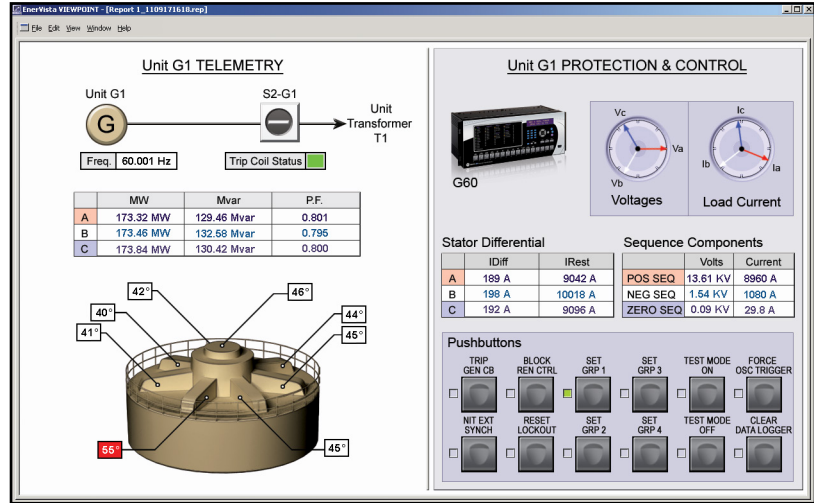 EnerVista VIEWPOINT - [Report 1_1109171618.rep]
File Edit View Window Help
Unit G1 TELEMETRY
Unit G1
S2-G1
G
Unit
Transformer
T1
Freq. 60.001 Hz
Trip Coil Status
MW Mvar P.F.
A 173.32 MW 129.46 Mvar 0.801
B 173.46 MW 132.58 Mvar 0.795
C 173.84 MW 130.42 Mvar 0.800
42°
46°
40°
44°
41°
45°
55°
45°
Unit G1 PROTECTION & CONTROL
G60
Vc
Va
Vb
Voltages
Ic
Ib
Ia
Load Current
Stator Differential
IDiff IRest
A 189 A 9042 A
B 198 A 10018 A
C 192 A 9096 A
Sequence Components
Volts Current
POS SEQ 13.61 KV 8960 A
NEG SEQ 1.54 KV 1080 A
ZERO SEQ 0.09 KV 29.8 A
Pushbuttons
TRIP GEN CB
BLOCK REN CTRL
SET GRP 1
SET GRP 3
TEST MODE ON
FORCE OSC TRIGGER
NIT EXT SYNCH
RESET LOCKOUT
SET GRP 2
SET GRP 4
TEST MODE OFF
CLEAR DATA LOGGER